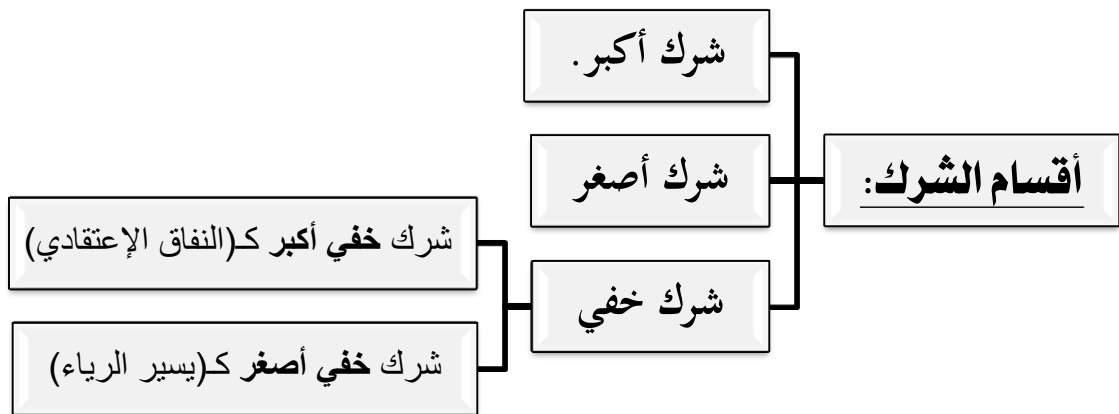 أقسام الشرك:
شرك أكبر.
شرك أصغر
شرك خفي
شرك خفي أكبر كـ(النفاق الإعتقادي)
شرك خفي أصغر كـ(يسير الرياء)